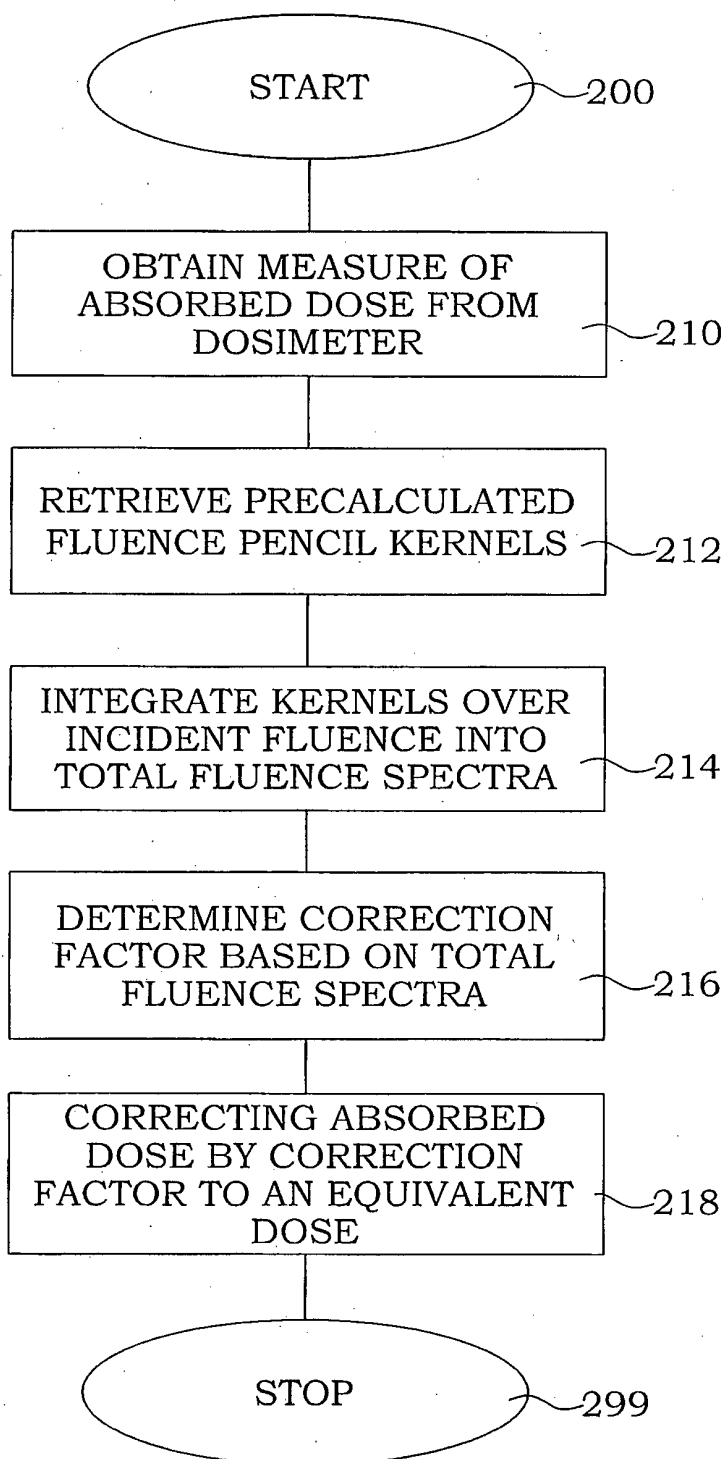 START
200
OBTAIN MEASURE OF
ABSORBED DOSE FROM
DOSIMETER
210
RETRIEVE PRECALCULATED
FLUENCE PENCIL KERNELS
212
INTEGRATE KERNELS OVER
INCIDENT FLUENCE INTO
TOTAL FLUENCE SPECTRA
214
DETERMINE CORRECTION
FACTOR BASED ON TOTAL
FLUENCE SPECTRA
216
CORRECTING ABSORBED
DOSE BY CORRECTION
FACTOR TO AN EQUIVALENT
DOSE
218
STOP
299